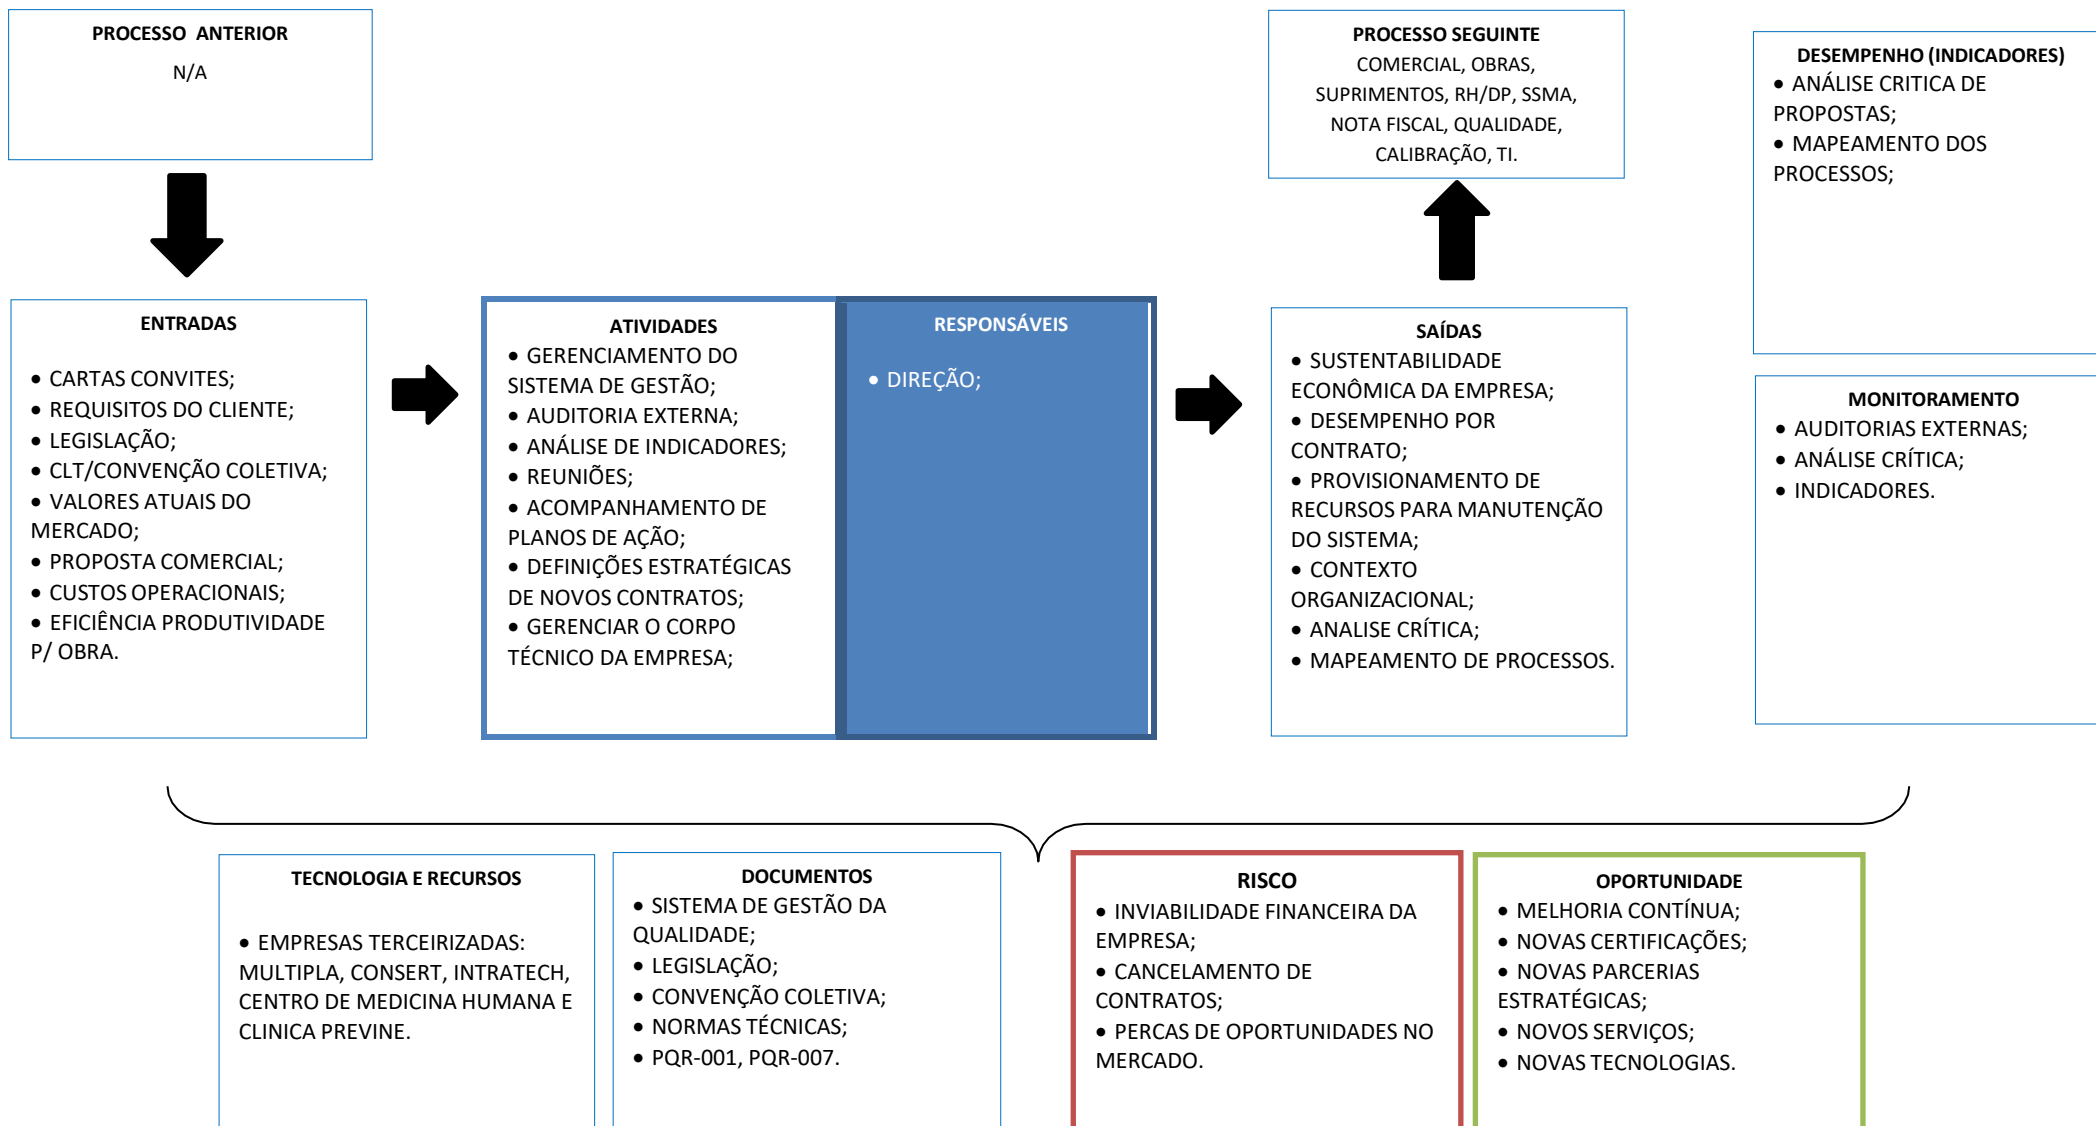 PROCESSO ANTERIOR
N/A
PROCESSO SEGUINTE
COMERCIAL, OBRAS,
SUPRIMENTOS, RH/DP, SSMA,
NOTA FISCAL, QUALIDADE,
CALIBRAÇÃO, TI.
DESEMPENHO (INDICADORES)
• ANÁLISE CRITICA DE
PROPOSTAS;
• MAPEAMENTO DOS
PROCESSOS;
ENTRADAS
• CARTAS CONVITES;
• REQUISITOS DO CLIENTE;
• LEGISLAÇÃO;
• CLT/CONVENÇÃO COLETIVA;
• VALORES ATUAIS DO
MERCADO;
• PROPOSTA COMERCIAL;
• CUSTOS OPERACIONAIS;
• EFICIÊNCIA PRODUTIVIDADE
P/ OBRA.
ATIVIDADES
• GERENCIAMENTO DO
SISTEMA DE GESTÃO;
• AUDITORIA EXTERNA;
• ANÁLISE DE INDICADORES;
• REUNIÕES;
• ACOMPANHAMENTO DE
PLANOS DE AÇÃO;
• DEFINIÇÕES ESTRATÉGICAS
DE NOVOS CONTRATOS;
• GERENCIAR O CORPO
TÉCNICO DA EMPRESA;
RESPONSÁVEIS
• DIREÇÃO;
SAÍDAS
• SUSTENTABILIDADE
ECONÔMICA DA EMPRESA;
• DESEMPENHO POR
CONTRATO;
• PROVISIONAMENTO DE
RECURSOS PARA MANUTENÇÃO
DO SISTEMA;
• CONTEXTO
ORGANIZACIONAL;
• ANALISE CRÍTICA;
• MAPEAMENTO DE PROCESSOS.
MONITORAMENTO
• AUDITORIAS EXTERNAS;
• ANÁLISE CRÍTICA;
• INDICADORES.
TECNOLOGIA E RECURSOS
• EMPRESAS TERCEIRIZADAS:
MULTIPLA, CONSERT, INTRATECH,
CENTRO DE MEDICINA HUMANA E
CLINICA PREVINE.
DOCUMENTOS
• SISTEMA DE GESTÃO DA
QUALIDADE;
• LEGISLAÇÃO;
• CONVENÇÃO COLETIVA;
• NORMAS TÉCNICAS;
• PQR-001, PQR-007.
RISCO
• INVIABILIDADE FINANCEIRA DA
EMPRESA;
• CANCELAMENTO DE
CONTRATOS;
• PERCAS DE OPORTUNIDADES NO
MERCADO.
OPORTUNIDADE
• MELHORIA CONTÍNUA;
• NOVAS CERTIFICAÇÕES;
• NOVAS PARCERIAS
ESTRATÉGICAS;
• NOVOS SERVIÇOS;
• NOVAS TECNOLOGIAS.